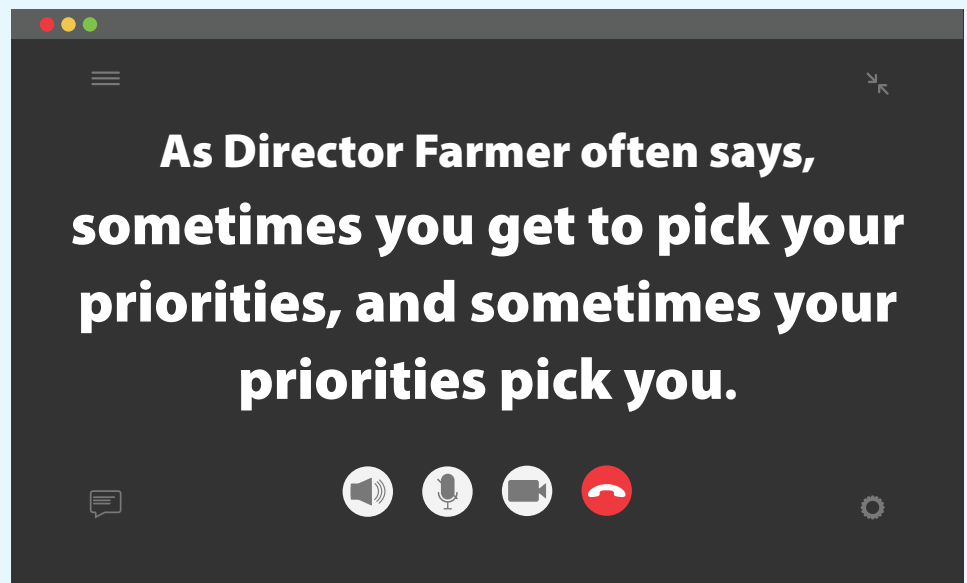 As Director Farmer often says,
sometimes you get to pick your
priorities, and sometimes your
priorities pick you.